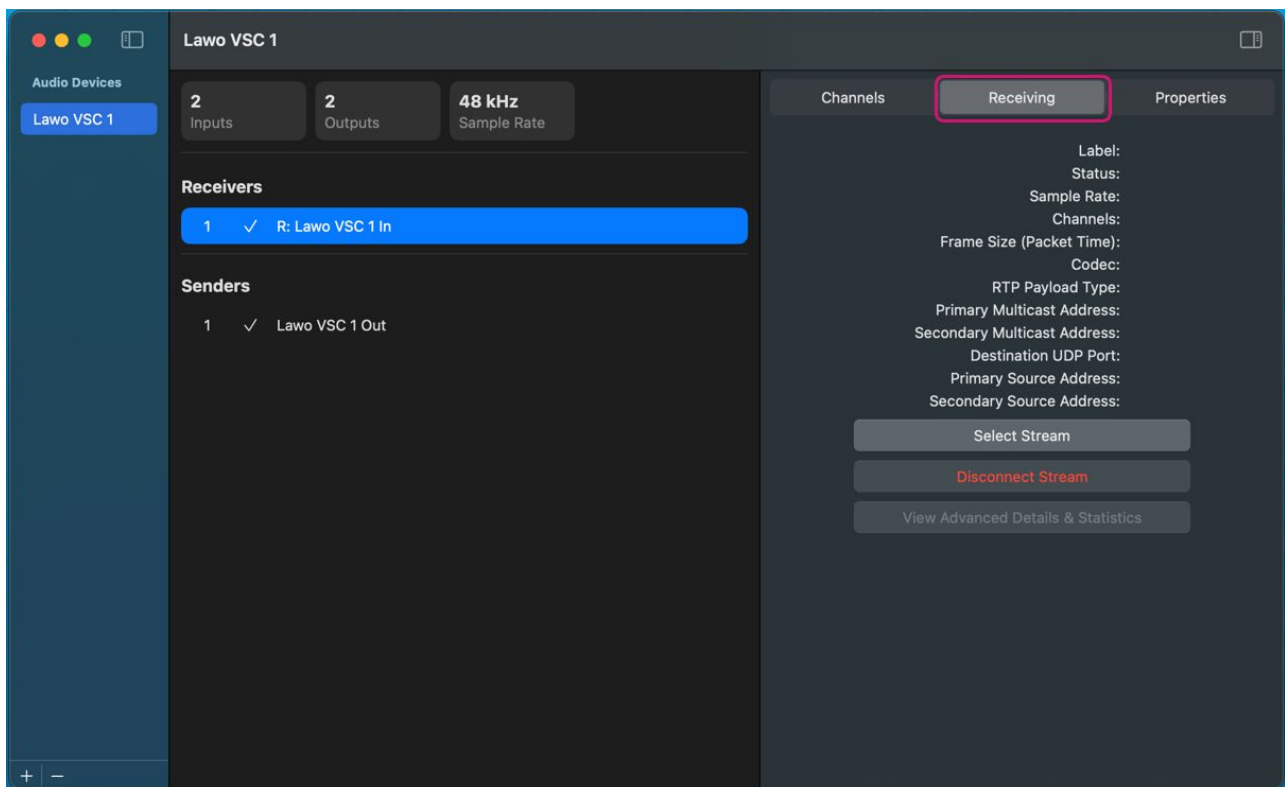 Lawo VSC 1
Audio Devices
Lawo VSC 1
2
Inputs
2
Outputs
48 kHz
Sample Rate
Receivers
1 ✓ R: Lawo VSC 1 In
Senders
1 ✓ Lawo VSC 1 Out
Channels Receiving Properties
Label:
Status:
Sample Rate:
Channels:
Frame Size (Packet Time):
Codec:
RTP Payload Type:
Primary Multicast Address:
Secondary Multicast Address:
Destination UDP Port:
Primary Source Address:
Secondary Source Address:
Select Stream
Disconnect Stream
View Advanced Details & Statistics
+ −